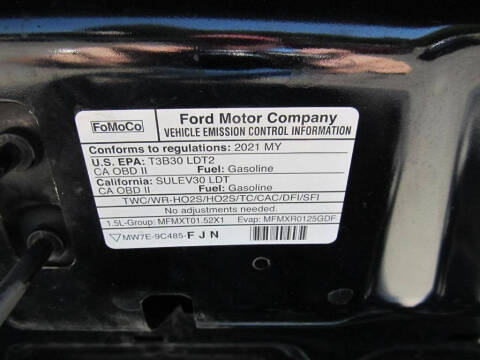 FoMoCo
Ford Motor Company
VEHICLE EMISSION CONTROL INFORMATION
Conforms to regulations: 2021 MY
U.S. EPA: T3B30 LDT2
CA OBD II Fuel: Gasoline
California: SULEV30 LDT
CA OBD II Fuel: Gasoline
TWC/WR-HO2S/HO2S/TC/CAC/DFI/SFI
No adjustments needed.
1.5L-Group: MFMXT01.52X1 Evap: MFMXR0125GDF
MW7E-9C485-F J N